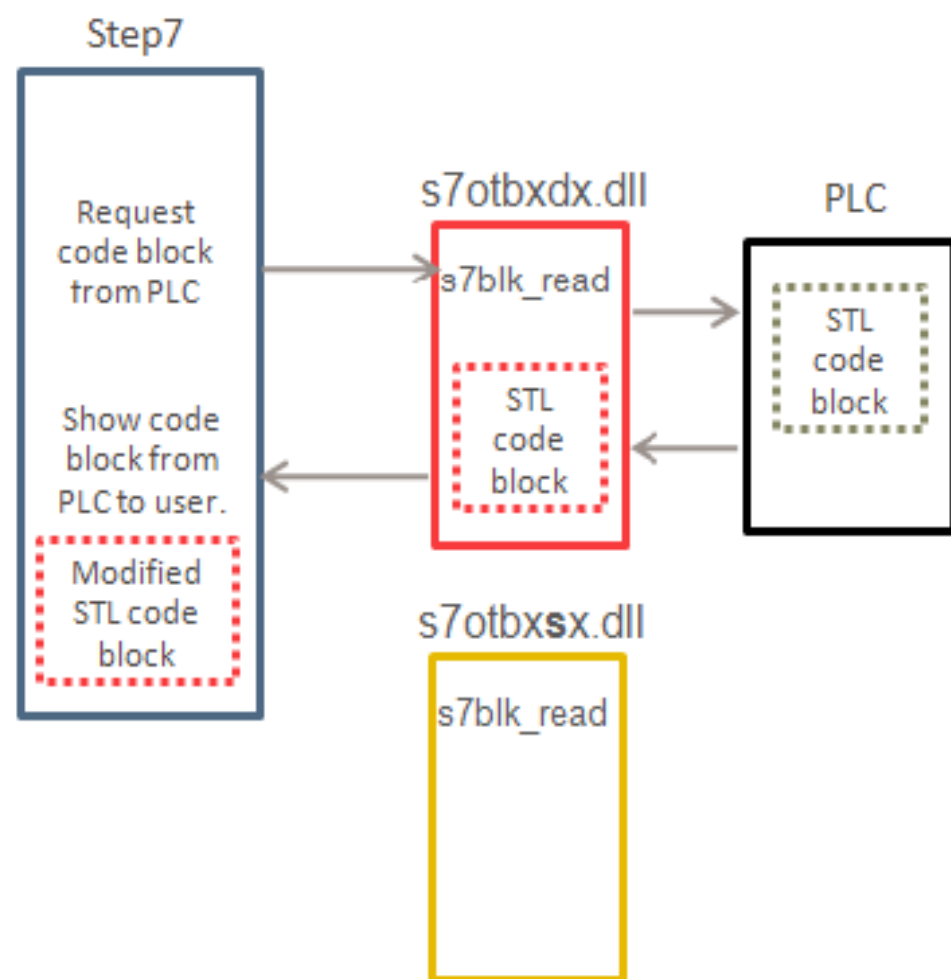 Step7
Request
code block
from PLC
Show code
block from
PLC to user.
Modified
STL code
block
s7otbxdx.dll
s7blk_read
STL
code
block
PLC
STL
code
block
s7otbxsx.dll
s7blk_read